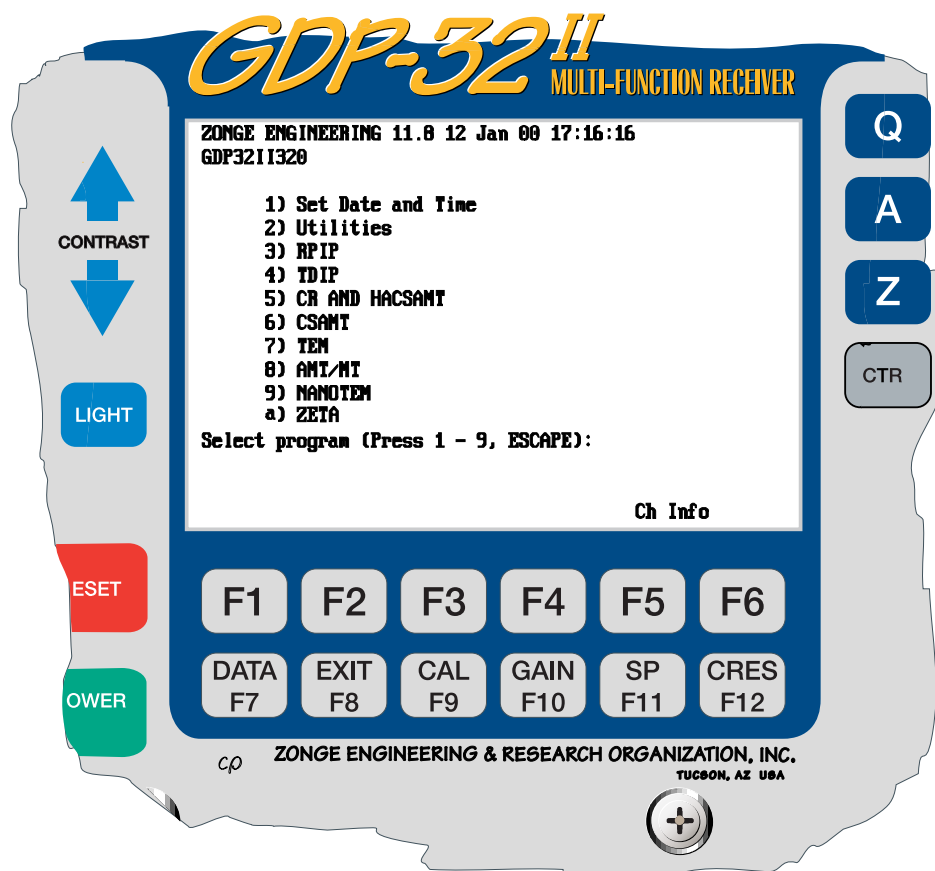 GDP-32 II
MULTI-FUNCTION RECEIVER
ZONGE ENGINEERING 11.8 12 Jan 00 17:16:16
GDP32II320
1) Set Date and Time
2) Utilities
3) RPIP
4) TDIP
5) CR AND HACSAMT
6) CSAMT
7) TEM
8) AMT/MT
9) NANOTEM
a) ZETA
Select program (Press 1 - 9, ESCAPE):
Ch Info
CONTRAST
LIGHT
ESET
OWER
Q
A
Z
CTR
F1 F2 F3 F4 F5 F6
DATA EXIT CAL GAIN SP CRES
F7 F8 F9 F10 F11 F12
cp
ZONGE ENGINEERING & RESEARCH ORGANIZATION, INC.
TUCSON, AZ USA